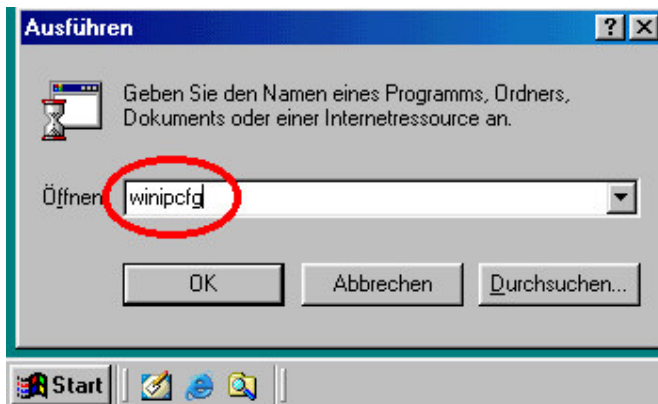 Ausführen
Geben Sie den Namen eines Programms, Ordners,
Dokuments oder einer Internetressource an.
Öffnen: winipcfg
OK Abbrechen Durchsuchen...
Start